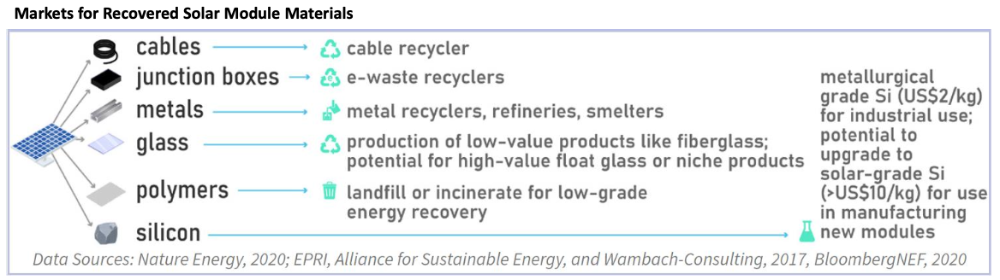 Markets for Recovered Solar Module Materials
cables
cable recycler
junction boxes
e-waste recyclers
metals
metal recyclers, refineries, smelters
glass
production of low-value products like fiberglass;
potential for high-value float glass or niche products
polymers
landfill or incinerate for low-grade
energy recovery
silicon
metallurgical
grade Si (US$2/kg)
for industrial use;
potential to
upgrade to
solar-grade Si
(>US$10/kg) for use
in manufacturing
new modules
Data Sources: Nature Energy, 2020; EPRI, Alliance for Sustainable Energy, and Wambach-Consulting, 2017, BloombergNEF, 2020